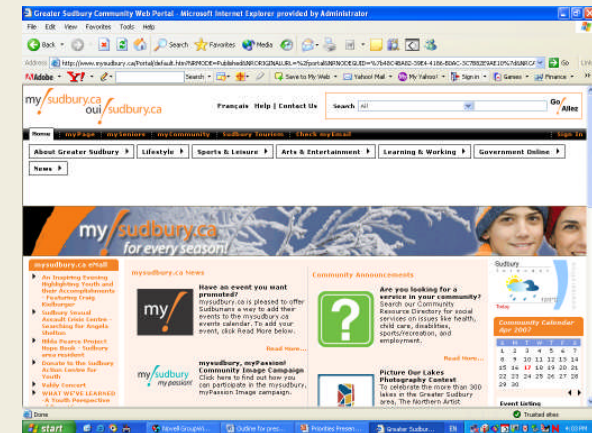 Greater Sudbury Community Web Portal - Microsoft Internet Explorer provided by Administrator
File Edit View Favorites Tools Help
Back Search Favorites Media
Address
Go
Adobe Y! Search Save to My Web Yahoo! Mail My Yahoo! Sign in Games Finance
my sudbury.ca
oui sudbury.ca
Français Help | Contact Us
Search All
Go Allez
Home myPage mySeniors myCommunity Sudbury Tourism Check myEmail Sign In
About Greater Sudbury Lifestyle Sports & Leisure Arts & Entertainment Learning & Working Government Online
News
my sudbury.ca
for every season!
mysudbury.ca eMall
An Inspiring Evening
Highlighting Youth and
their Accomplishments
- Featuring Craig
Kielburger
Sudbury Sexual
Assault Crisis Centre -
Searching for Angela
Shelton
Mike Pearce Project
Hope Book - Sudbury
area resident
Donate to the Sudbury
Action Centre for
Youth
Valdy Concert
WHAT WE'VE LEARNED
- A Youth Perspective
mysudbury.ca News
my
Have an event you want
promoted?
mysudbury.ca is pleased to offer
Sudburians a way to add their
events to the mysudbury.ca
events calendar. To add your
event, click Read More below.
Read More...
my sudbury
my passion!
mysudbury, myPassion!
Community Image Campaign
Click here to find out how you
can participate in the mysudbury,
myPassion Image campaign.
Community Announcements
?
Are you looking for a
service in your community?
Search our Community
Resource Directory for social
services on issues like health,
child care, disabilities,
sports/recreation, and
employment.
Read More...
Picture Our Lakes
Photography Contest
To celebrate the more than 300
lakes in the Greater Sudbury
area, The Northern Artist
Sudbury
Today
Community Calendar
Apr 2007
S M T W T F S
1 2 3 4 5 6 7
8 9 10 11 12 13 14
15 16 17 18 19 20 21
22 23 24 25 26 27 28
29 30
Event Listing
Done
Trusted sites
start
Novell Groupwi...
Outline for pres...
Priorities Presen...
Greater Sudbur...
EN
4:03 PM